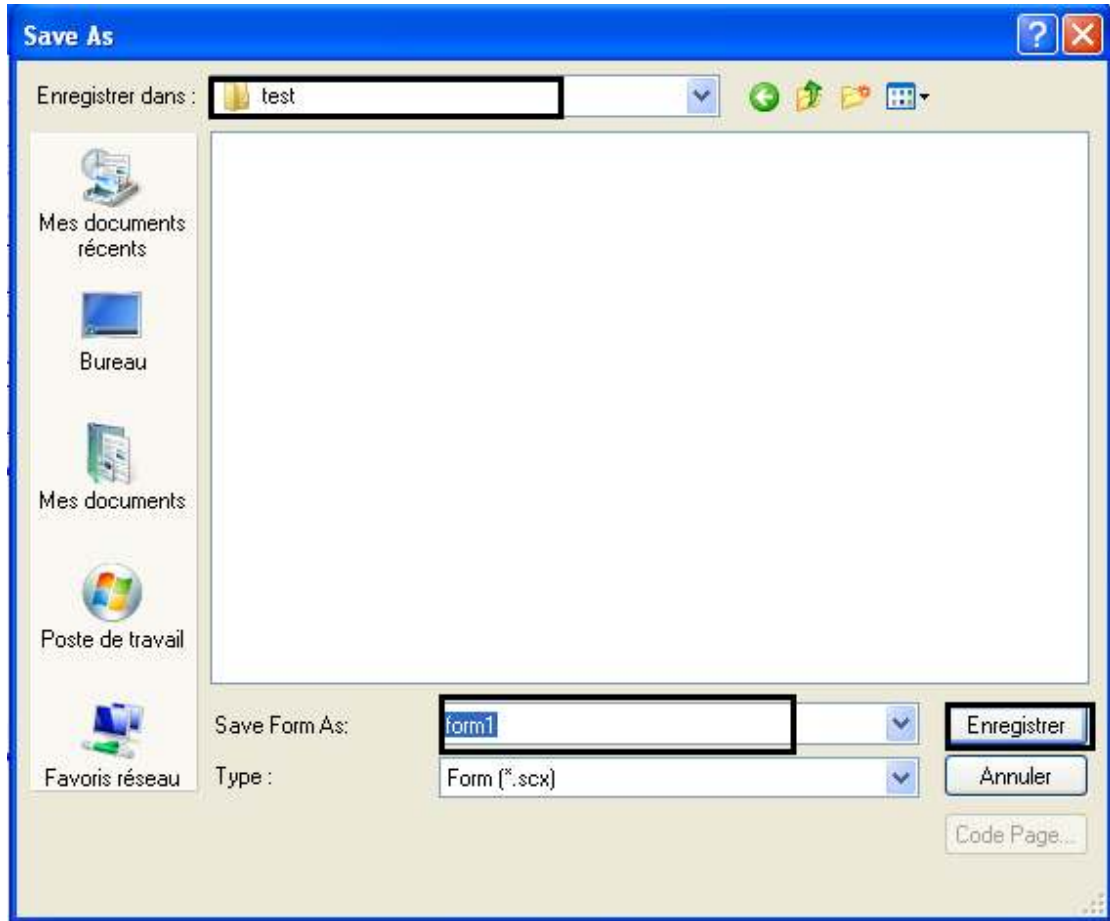 Save As
Enregistrer dans :
test
Mes documents
récents
Bureau
Mes documents
Poste de travail
Favoris réseau
Save Form As:
form1
Enregistrer
Type :
Form (*.scx)
Annuler
Code Page...